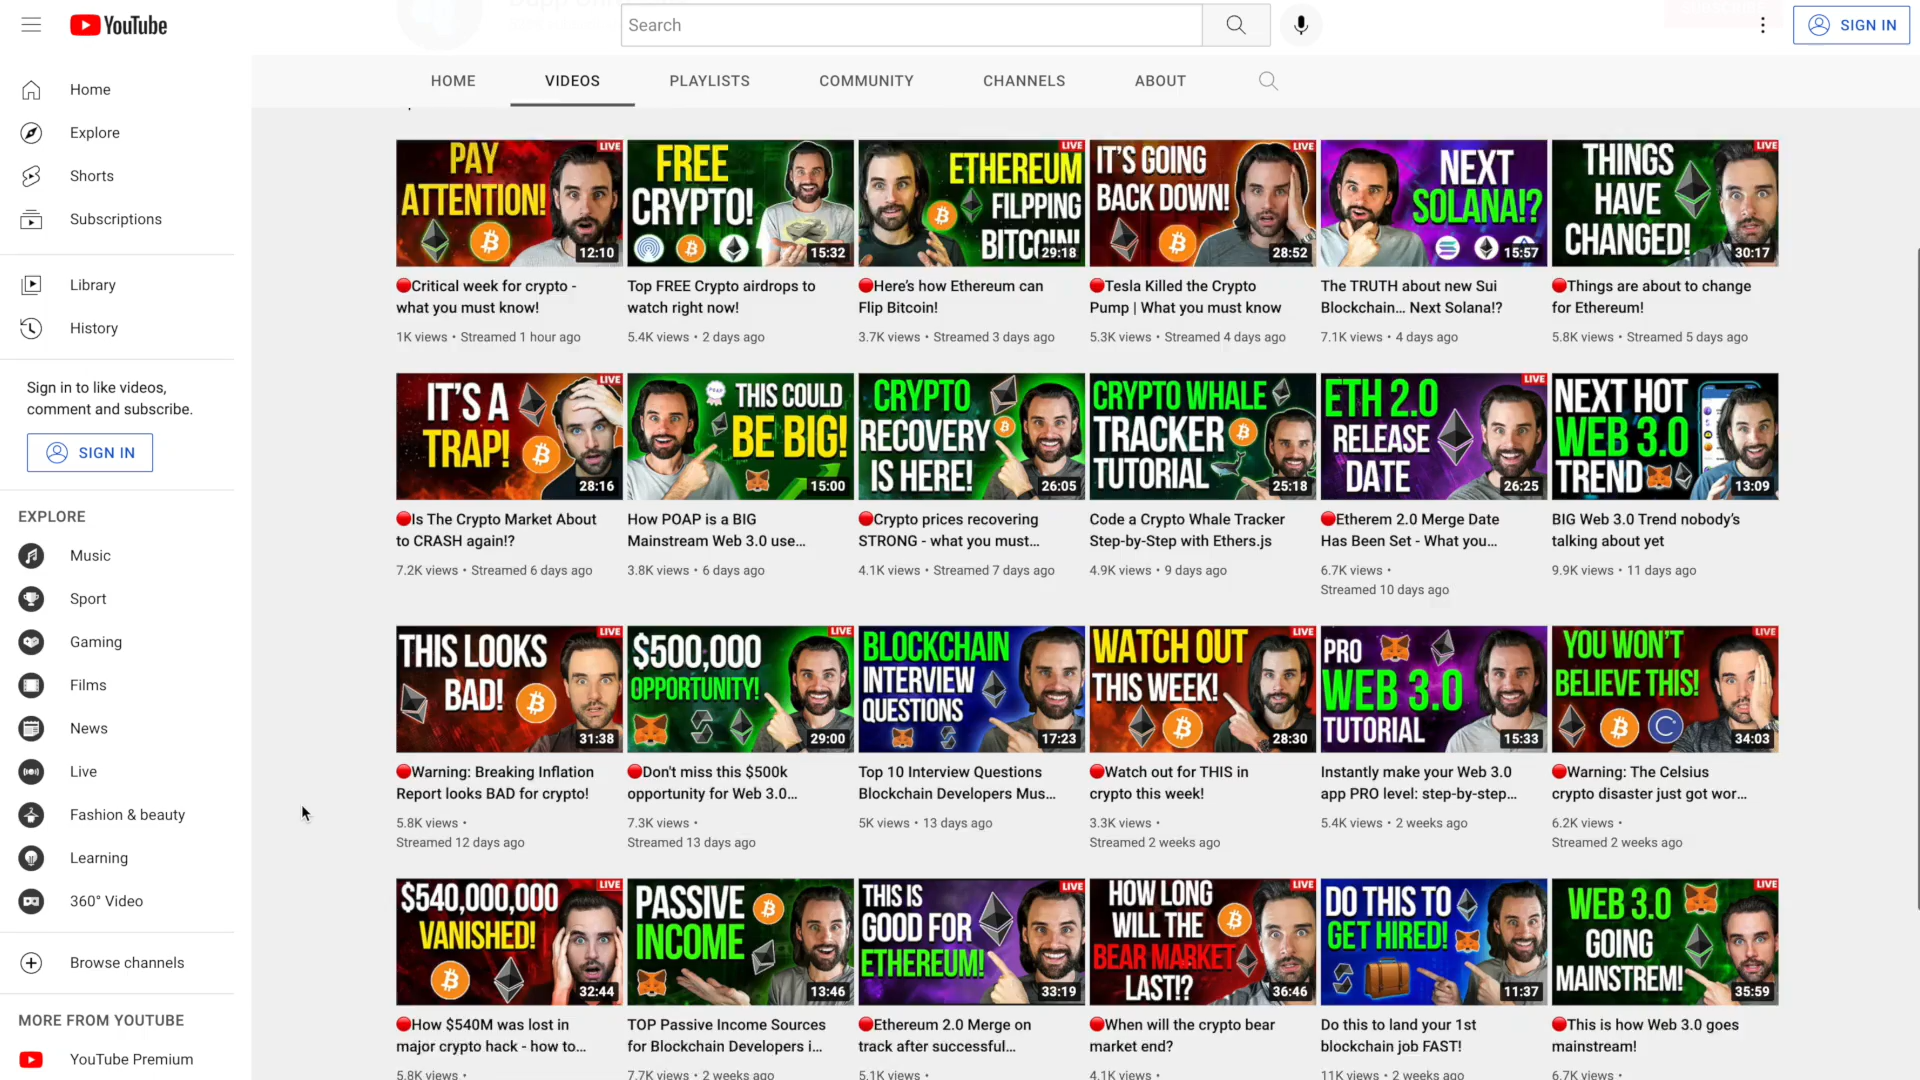 YouTube
Search
SIGN IN
HOME
VIDEOS
PLAYLISTS
COMMUNITY
CHANNELS
ABOUT
Home
Explore
Shorts
Subscriptions
Library
History
Sign in to like videos,
comment and subscribe.
SIGN IN
EXPLORE
Music
Sport
Gaming
Films
News
Live
Fashion & beauty
Learning
360° Video
Browse channels
MORE FROM YOUTUBE
YouTube Premium
PAY
ATTENTION!
LIVE
12:10
Critical week for crypto -
what you must know!
1K views • Streamed 1 hour ago
FREE
CRYPTO!
15:32
Top FREE Crypto airdrops to
watch right now!
5.4K views • 2 days ago
LIVE
ETHEREUM
FILPPING
BITCOIN!
29:18
Here's how Ethereum can
Flip Bitcoin!
3.7K views • Streamed 3 days ago
IT'S GOING
BACK DOWN!
LIVE
28:52
Tesla Killed the Crypto
Pump | What you must know
5.3K views • Streamed 4 days ago
NEXT
SOLANA!?
15:57
The TRUTH about new Sui
Blockchain... Next Solana!?
7.1K views • 4 days ago
THINGS
HAVE
CHANGED!
LIVE
30:17
Things are about to change
for Ethereum!
5.8K views • Streamed 5 days ago
IT'S A
TRAP!
LIVE
28:16
Is The Crypto Market About
to CRASH again!?
7.2K views • Streamed 6 days ago
THIS COULD
BE BIG!
15:00
How POAP is a BIG
Mainstream Web 3.0 use...
3.8K views • 6 days ago
CRYPTO
RECOVERY
IS HERE!
26:05
Crypto prices recovering
STRONG - what you must...
4.1K views • Streamed 7 days ago
CRYPTO WHALE
TRACKER
TUTORIAL
25:18
Code a Crypto Whale Tracker
Step-by-Step with Ethers.js
4.9K views • 9 days ago
ETH 2.0
RELEASE
DATE
LIVE
26:25
Etherem 2.0 Merge Date
Has Been Set - What you...
6.7K views •
Streamed 10 days ago
NEXT HOT
WEB 3.0
TREND
13:09
BIG Web 3.0 Trend nobody's
talking about yet
9.9K views • 11 days ago
THIS LOOKS
BAD!
LIVE
31:38
Warning: Breaking Inflation
Report looks BAD for crypto!
5.8K views •
Streamed 12 days ago
$500,000
OPPORTUNITY!
LIVE
29:00
Don't miss this $500k
opportunity for Web 3.0...
7.3K views •
Streamed 13 days ago
BLOCKCHAIN
INTERVIEW
QUESTIONS
17:23
Top 10 Interview Questions
Blockchain Developers Mus...
5K views • 13 days ago
WATCH OUT
THIS WEEK!
LIVE
28:30
Watch out for THIS in
crypto this week!
3.3K views •
Streamed 2 weeks ago
PRO
WEB 3.0
TUTORIAL
15:33
Instantly make your Web 3.0
app PRO level: step-by-step...
5.4K views • 2 weeks ago
YOU WON'T
BELIEVE THIS!
LIVE
34:03
Warning: The Celsius
crypto disaster just got wor...
6.2K views •
Streamed 2 weeks ago
$540,000,000
VANISHED!
LIVE
32:44
How $540M was lost in
major crypto hack - how to...
5.8K views •
PASSIVE
INCOME
13:46
TOP Passive Income Sources
for Blockchain Developers i...
7.7K views • 2 weeks ago
THIS IS
GOOD FOR
ETHEREUM!
LIVE
33:19
Ethereum 2.0 Merge on
track after successful...
5.1K views •
HOW LONG
WILL THE
BEAR MARKET
LAST!?
LIVE
36:46
When will the crypto bear
market end?
4.1K views •
DO THIS TO
GET HIRED!
11:37
Do this to land your 1st
blockchain job FAST!
11K views • 2 weeks ago
WEB 3.0
GOING
MAINSTREM!
LIVE
35:59
This is how Web 3.0 goes
mainstream!
6.7K views •